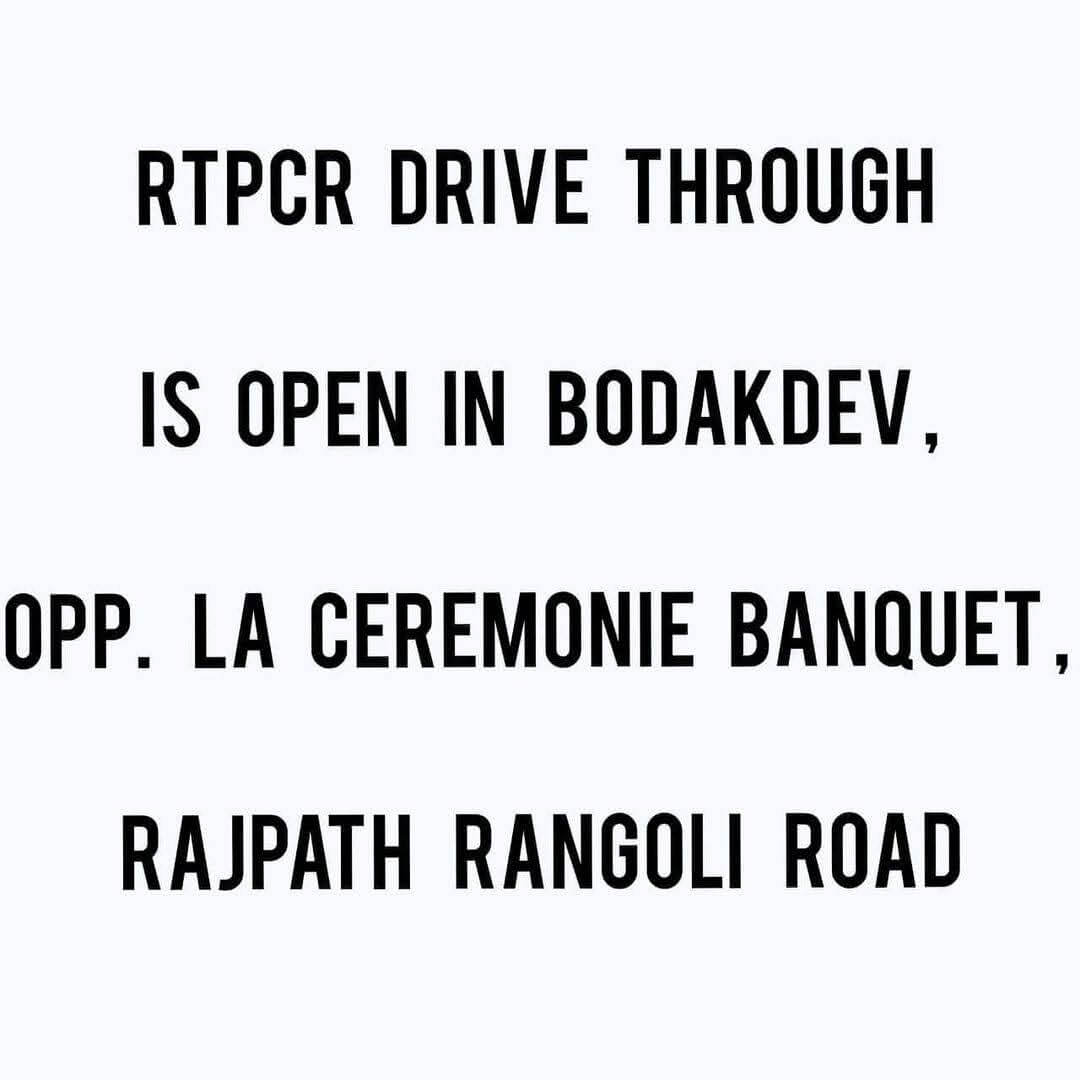 RTPCR DRIVE THROUGH
IS OPEN IN BODAKDEV,
OPP. LA CEREMONIE BANQUET,
RAJPATH RANGOLI ROAD